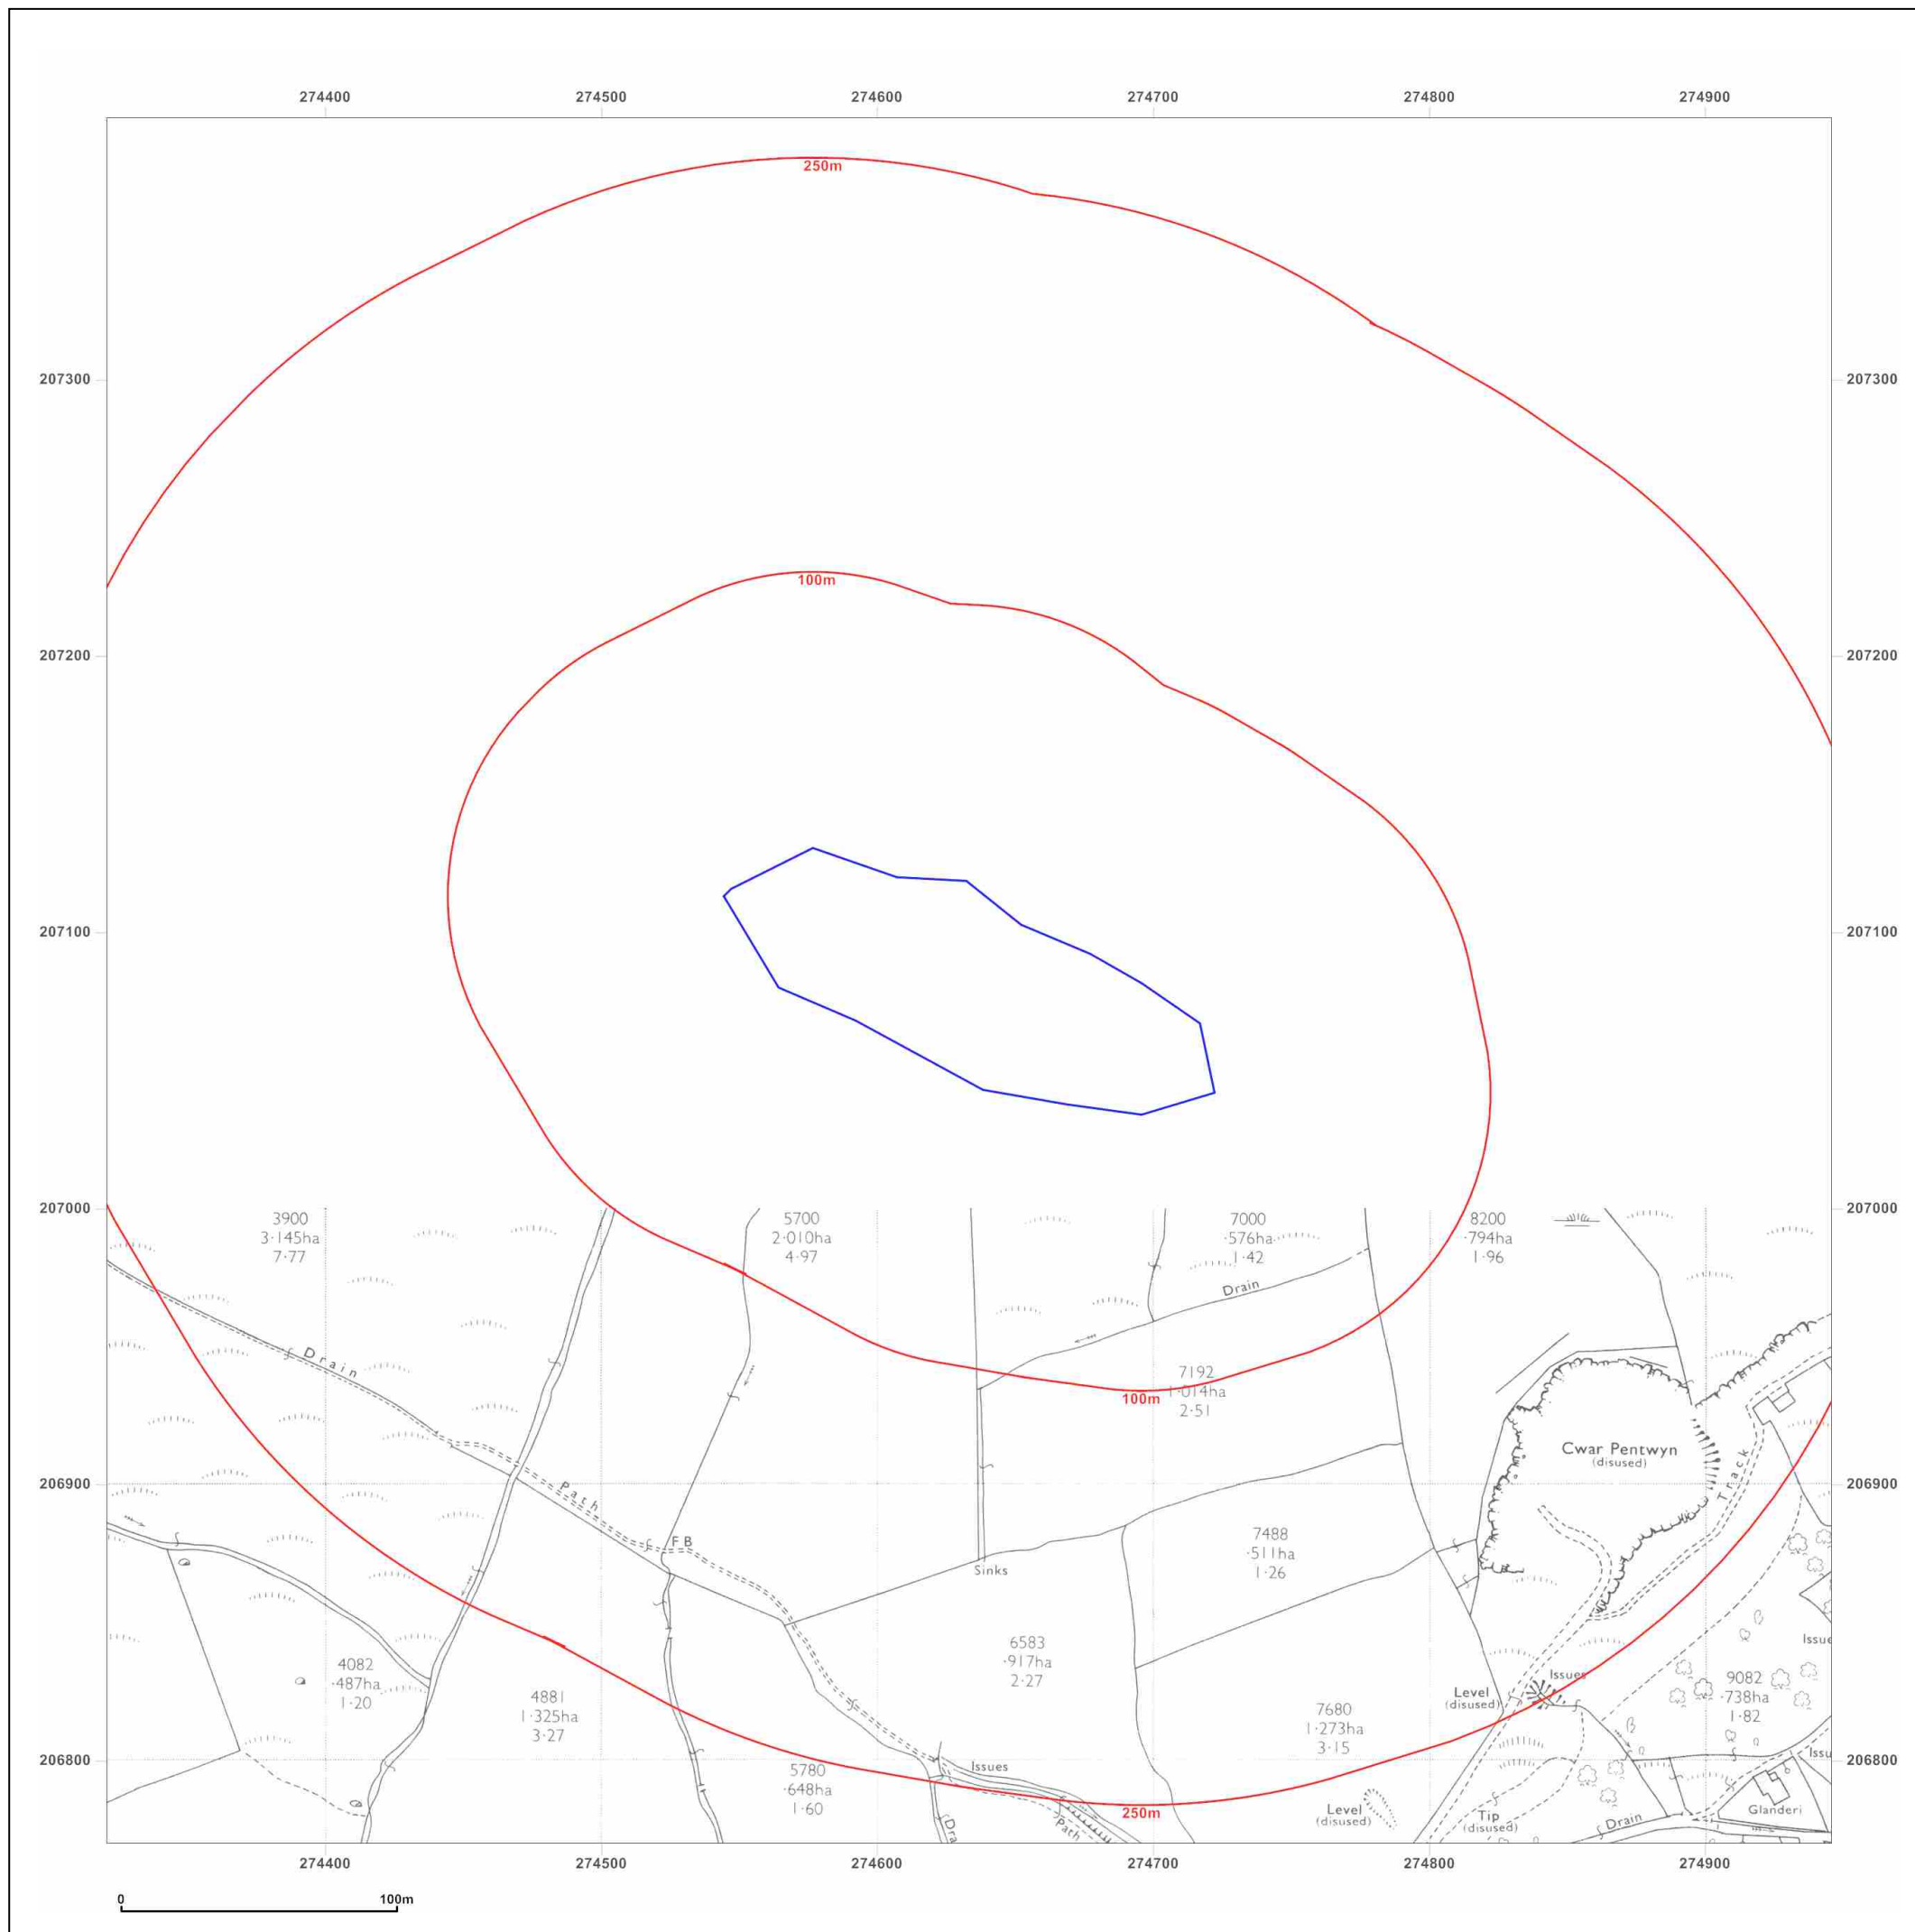 274400 274500 274600 274700 274800 274900
250m
207300 207300
100m
207200 207200
207100 207100
207000 207000
3900
3·145ha
7·77
5700
2·010ha
4·97
7000
·576ha
1·42
8200
·794ha
1·96
Drain
Drain
7192
1·014ha
2·51
100m
Cwar Pentwyn
(disused)
Track
206900 206900
Path
FB
Sinks
7488
·511ha
1·26
4082
·487ha
1·20
4881
1·325ha
3·27
6583
·917ha
2·27
7680
1·273ha
3·15
Issues
Level
(disused)
9082
·738ha
1·82
206800 206800
Issues
5780
·648ha
1·60
250m
Path
Level
(disused)
Tip
(disused)
Drain
Glanderi
274400 274500 274600 274700 274800 274900
0 100m